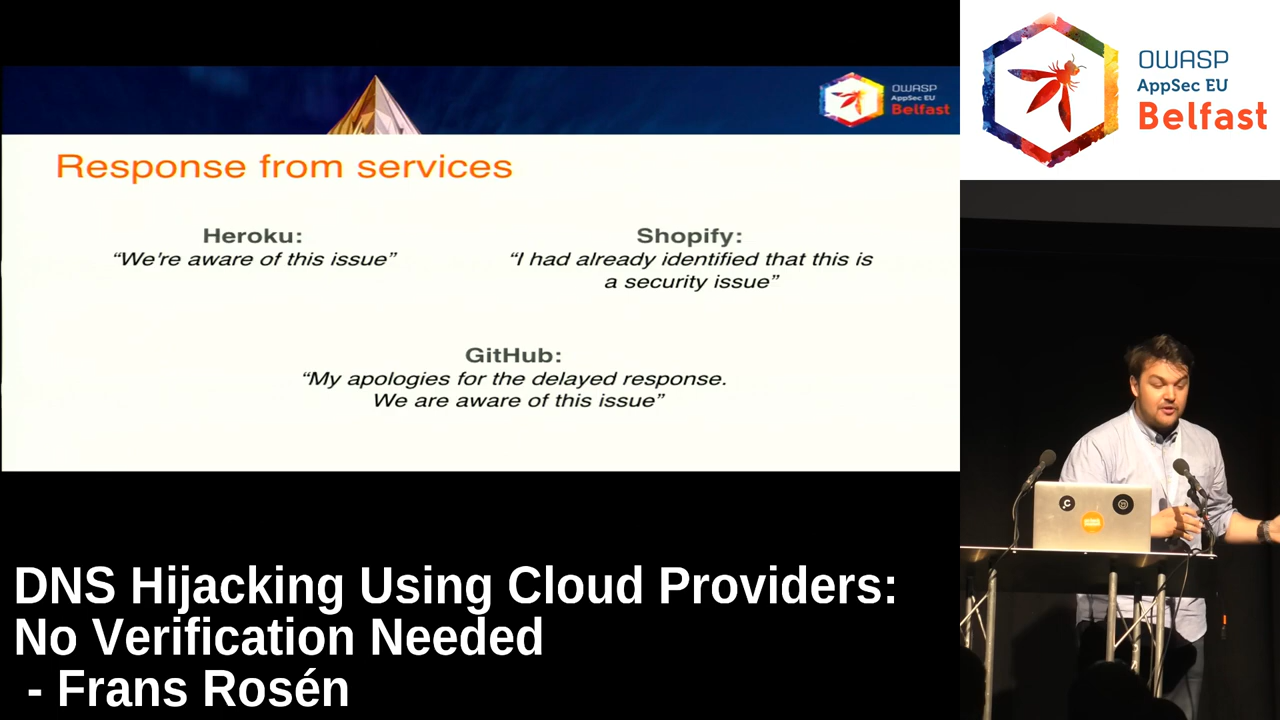 OWASP
AppSec EU
Belfast
Response from services
Heroku:
“We're aware of this issue”
Shopify:
“I had already identified that this is
a security issue”
GitHub:
“My apologies for the delayed response.
We are aware of this issue”
OWASP
AppSec EU
Belfast
DNS Hijacking Using Cloud Providers:
No Verification Needed
- Frans Rosén